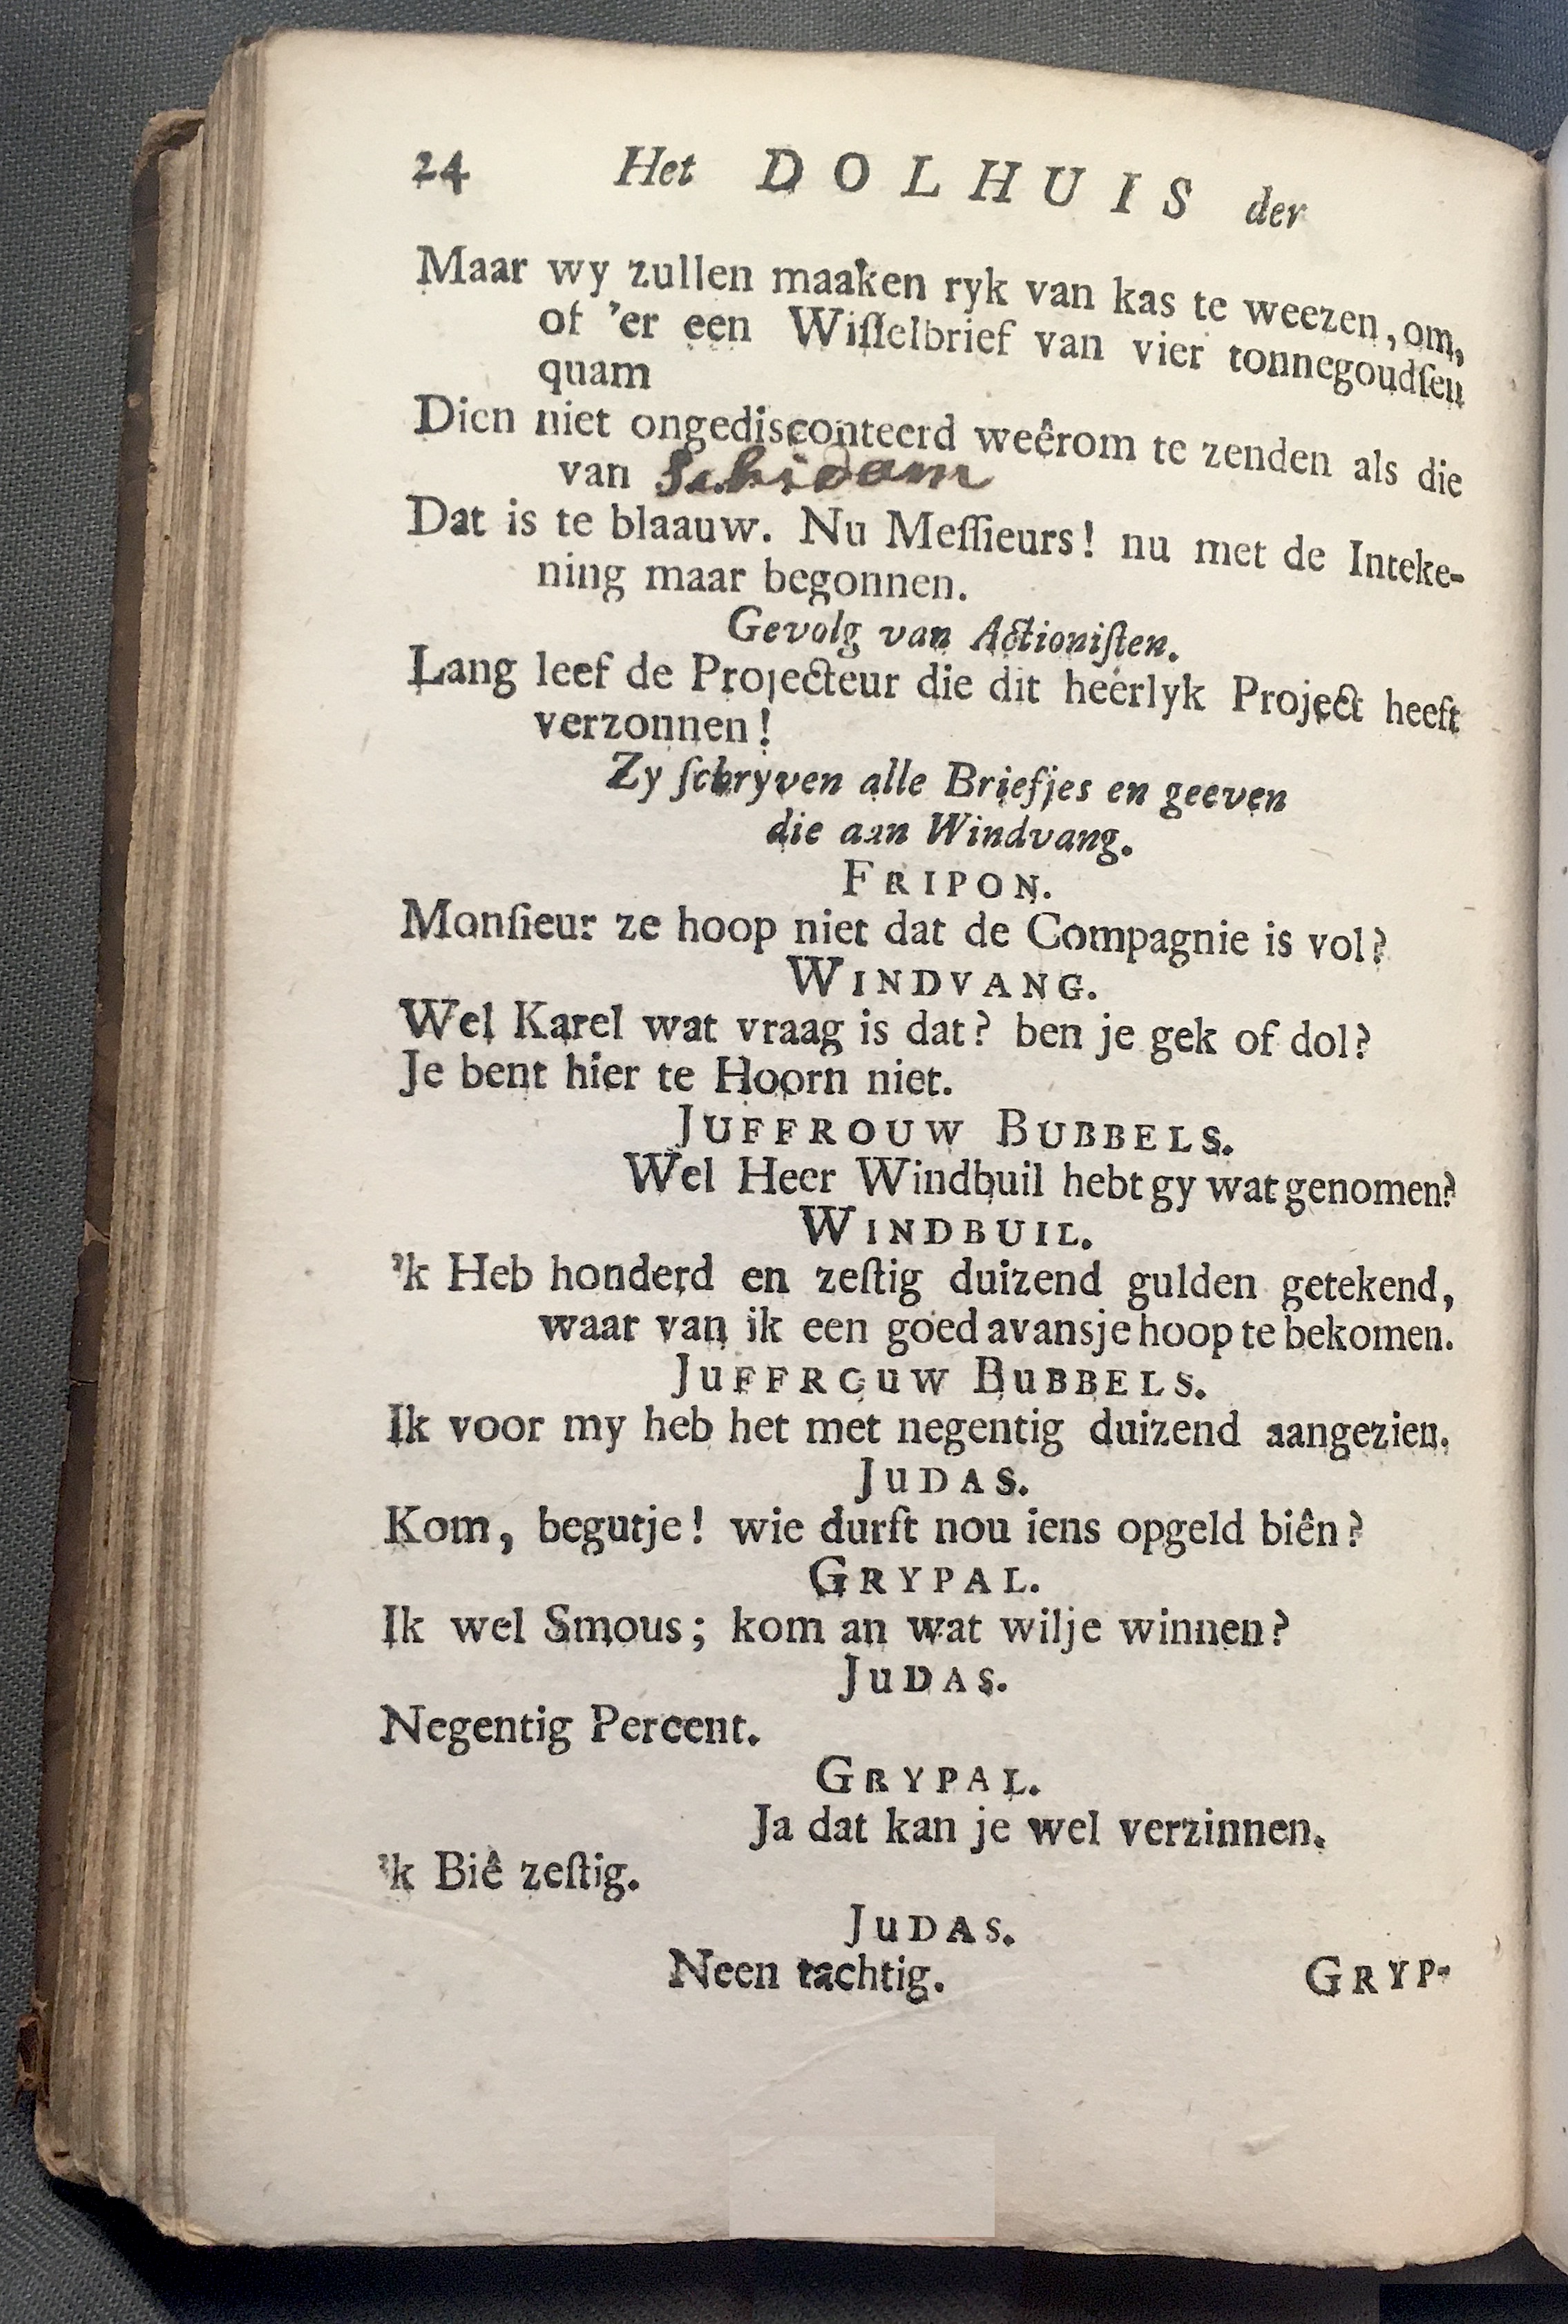 24 Het DOLHUIS der
Maar wy zullen maaken ryk van kas te weezen, om,
of 'er een Wiſſelbrief van vier tonnegoudſen
quam
Dien niet ongedisconteerd weêrom te zenden als die
van Schidam
Dat is te blaauw. Nu Meſſieurs! nu met de Inteke-
ning maar begonnen.
Gevolg van Actioniſten.
Lang leef de Projecteur die dit heerlyk Project heeft
verzonnen!
Zy ſchryven alle Briefjes en geeven
die aan Windvang.
FRIPON.
Monſieur ze hoop niet dat de Compagnie is vol?
WINDVANG.
Wel Karel wat vraag is dat? ben je gek of dol?
Je bent hier te Hoorn niet.
JUFFROUW BUBBELS.
Wel Heer Windbuil hebt gy wat genomen?
WINDBUIL.
'k Heb honderd en zeſtig duizend gulden getekend,
waar van ik een goed avansje hoop te bekomen.
JUFFROUW BUBBELS.
Ik voor my heb het met negentig duizend aangezien.
JUDAS.
Kom, begutje! wie durft nou iens opgeld biên?
GRYPAL.
Ik wel Smous; kom an wat wilje winnen?
JUDAS.
Negentig Percent.
GRYPAL.
Ja dat kan je wel verzinnen.
'k Biê zeſtig.
JUDAS.
Neen tachtig.
GRYP-